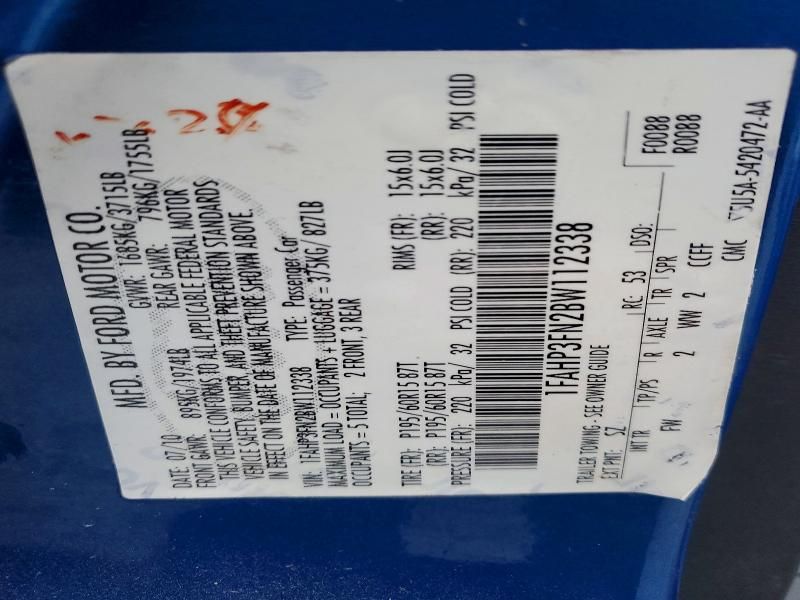 MFD. BY FORD MOTOR CO.
DATE: 07/10 GVWR: 1685KG/3715LB
FRONT GAWR: 895KG/1974LB REAR GAWR: 796KG/1755LB
THIS VEHICLE CONFORMS TO ALL APPLICABLE FEDERAL MOTOR
VEHICLE SAFETY, BUMPER, AND THEFT PREVENTION STANDARDS
IN EFFECT ON THE DATE OF MANUFACTURE SHOWN ABOVE.
VIN: 1FAHP3FN2BW112338 TYPE: Passenger Car
MAXIMUM LOAD = OCCUPANTS + LUGGAGE = 375KG/ 827LB
OCCUPANTS = 5 TOTAL; 2 FRONT, 3 REAR
TIRE (FR): P195/60R15 87T RIMS (FR): 15x6.0J
(RR): P195/60R15 87T (RR): 15x6.0J
PRESSURE (FR): 220 kPa/ 32 PSI COLD (RR): 220 kPa/ 32 PSI COLD
1FAHP3FN2BW112338
TRAILER TOWING - SEE OWNER GUIDE F0088
EXT PNT: SZ RC: 53 DSO: R0088
INT TR TP/PS R AXLE TR SPR
FW 2 WW 2 CCFF
CMC 5U5A-5420472-AA